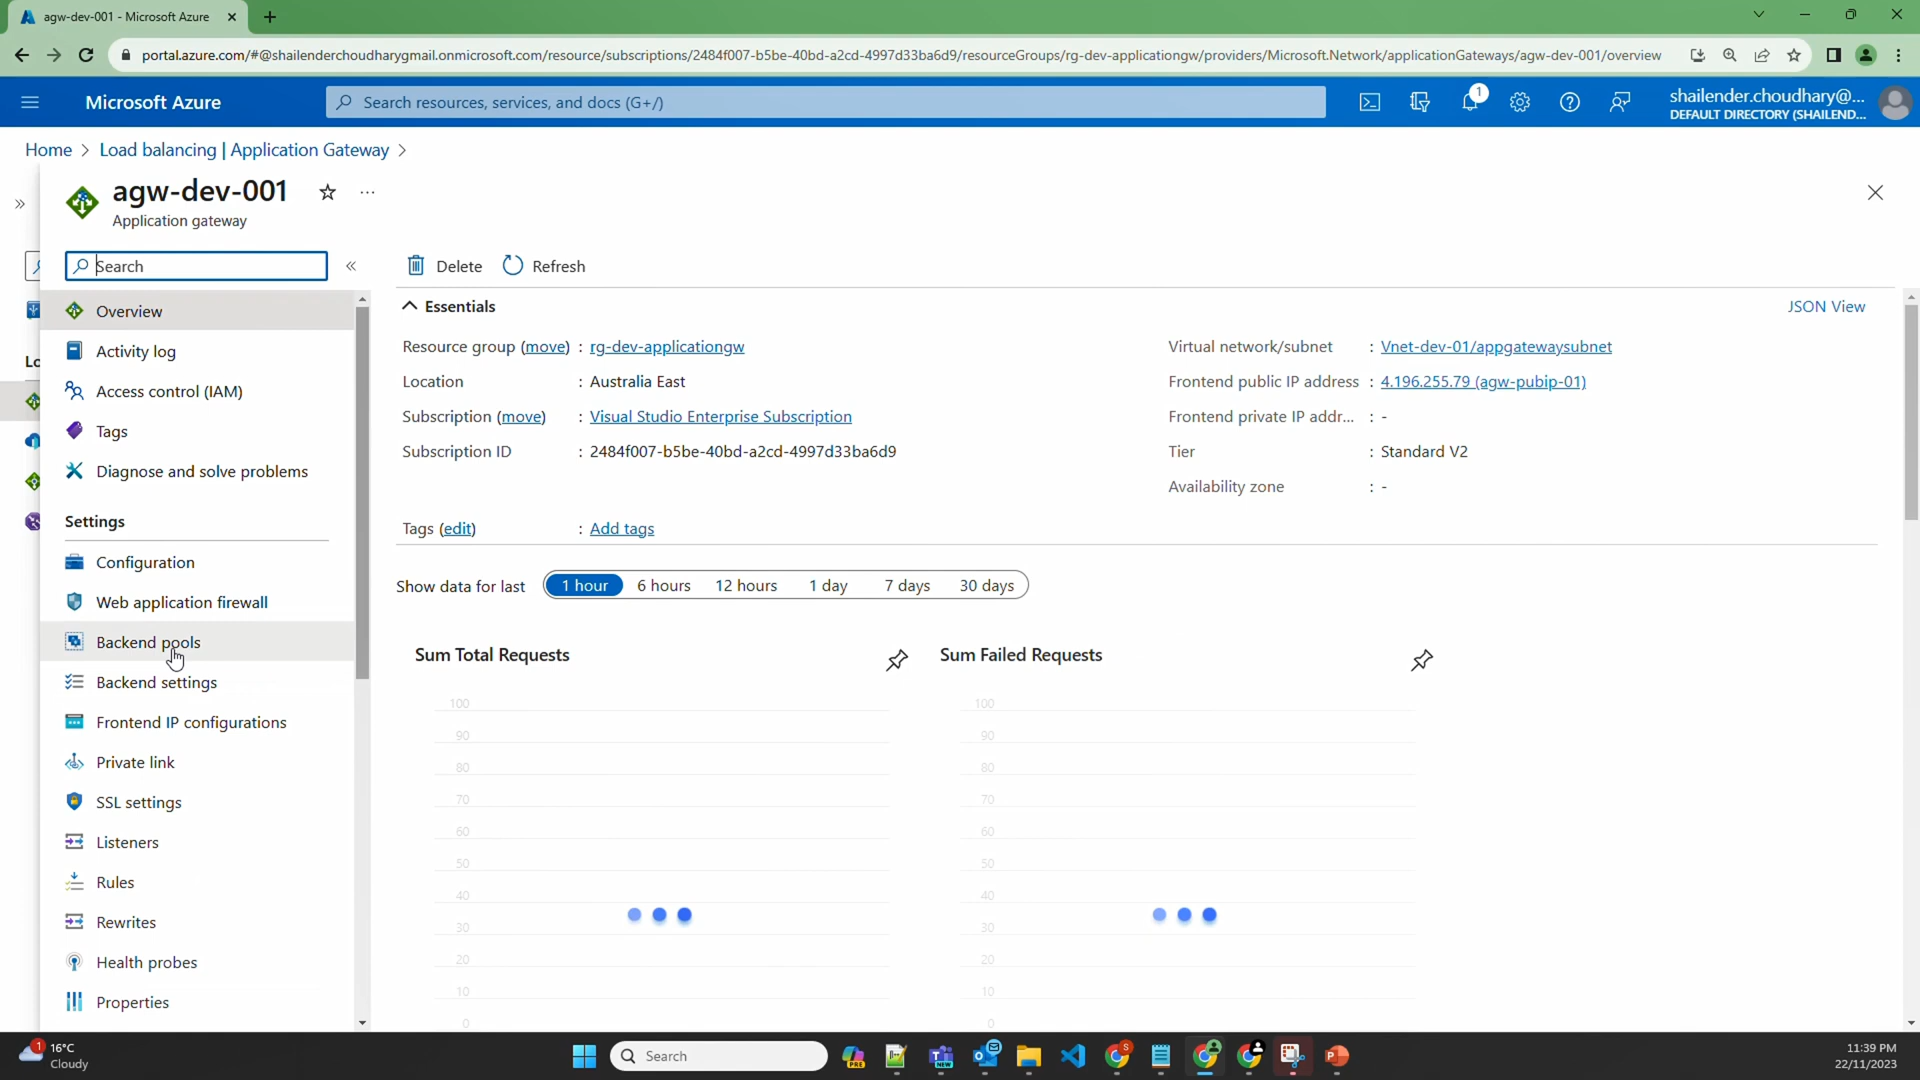 agw-dev-001 - Microsoft Azure
portal.azure.com/#@shailenderchoudharygmail.onmicrosoft.com/resource/subscriptions/2484f007-b5be-40bd-a2cd-4997d33ba6d9/resourceGroups/rg-dev-applicationgw/providers/Microsoft.Network/applicationGateways/agw-dev-001/overview
Microsoft Azure
Search resources, services, and docs (G+/)
1
shailender.choudhary@...
DEFAULT DIRECTORY (SHAILEND...
Home > Load balancing | Application Gateway >
agw-dev-001
Application gateway
Search
Overview
Activity log
Access control (IAM)
Tags
Diagnose and solve problems
Settings
Configuration
Web application firewall
Backend pools
Backend settings
Frontend IP configurations
Private link
SSL settings
Listeners
Rules
Rewrites
Health probes
Properties
Lo
Delete Refresh
Essentials
JSON View
Resource group (move) : rg-dev-applicationgw
Location : Australia East
Subscription (move) : Visual Studio Enterprise Subscription
Subscription ID : 2484f007-b5be-40bd-a2cd-4997d33ba6d9
Tags (edit) : Add tags
Virtual network/subnet : Vnet-dev-01/appgatewaysubnet
Frontend public IP address : 4.196.255.79 (agw-pubip-01)
Frontend private IP addr... : -
Tier : Standard V2
Availability zone : -
Show data for last 1 hour 6 hours 12 hours 1 day 7 days 30 days
Sum Total Requests
100
90
80
70
60
50
40
30
20
10
0
Sum Failed Requests
100
90
80
70
60
50
40
30
20
10
0
1
16°C
Cloudy
Search
PRE
NEW
S
P
11:39 PM
22/11/2023